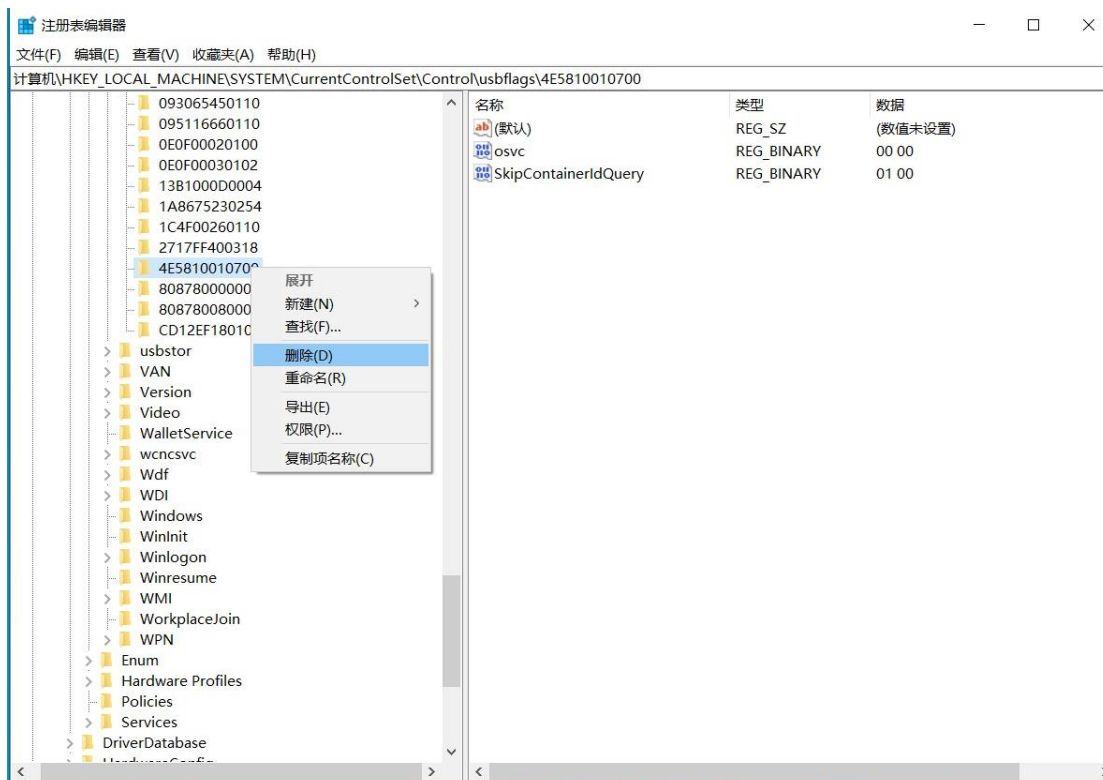 注册表编辑器
文件(F) 编辑(E) 查看(V) 收藏夹(A) 帮助(H)
计算机\HKEY_LOCAL_MACHINE\SYSTEM\CurrentControlSet\Control\usbflags\4E5810010700
093065450110
095116660110
0E0F00020100
0E0F00030102
13B1000D0004
1A8675230254
1C4F00260110
2717FF400318
4E5810010700
80878000000
80878008000
CD12EF18010
usbstor
VAN
Version
Video
WalletService
wcncsvc
Wdf
WDI
Windows
WinInit
Winlogon
Winresume
WMI
WorkplaceJoin
WPN
Enum
Hardware Profiles
Policies
Services
DriverDatabase
展开
新建(N)
查找(F)...
删除(D)
重命名(R)
导出(E)
权限(P)...
复制项名称(C)
名称 类型 数据
(默认) REG_SZ (数值未设置)
osvc REG_BINARY 00 00
SkipContainerIdQuery REG_BINARY 01 00